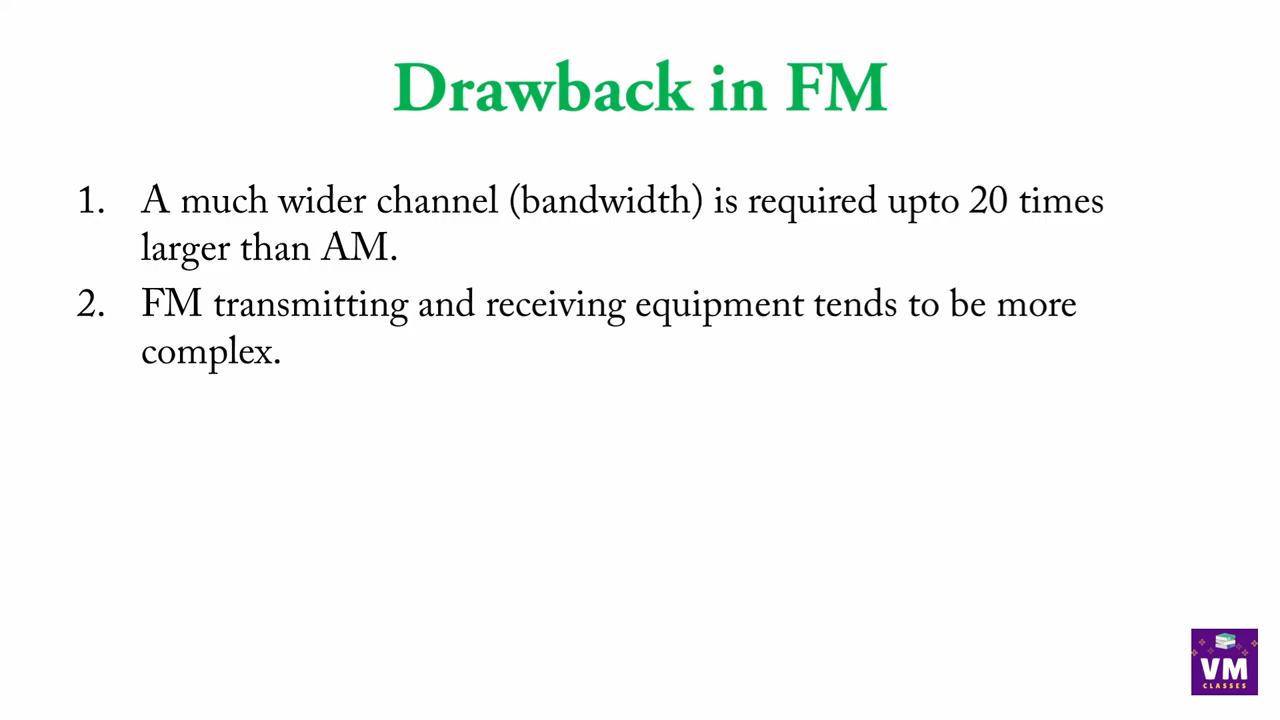 Drawback in FM
1. A much wider channel (bandwidth) is required upto 20 times
larger than AM.
2. FM transmitting and receiving equipment tends to be more
complex.
VM
CLASSES